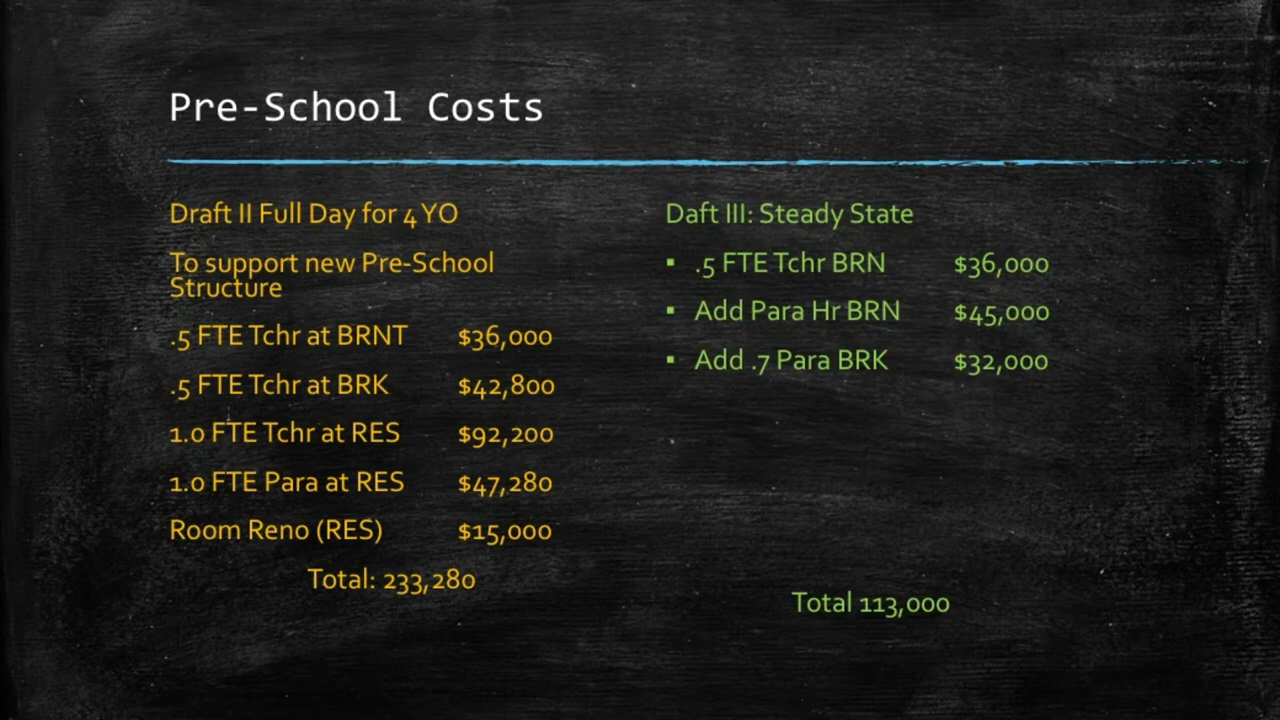 Pre-School Costs
Draft II Full Day for 4 YO
To support new Pre-School
Structure
.5 FTE Tchr at BRNT $36,000
.5 FTE Tchr at BRK $42,800
1.0 FTE Tchr at RES $92,200
1.0 FTE Para at RES $47,280
Room Reno (RES) $15,000
Total: 233,280
Daft III: Steady State
▪ .5 FTE Tchr BRN $36,000
▪ Add Para Hr BRN $45,000
▪ Add .7 Para BRK $32,000
Total 113,000